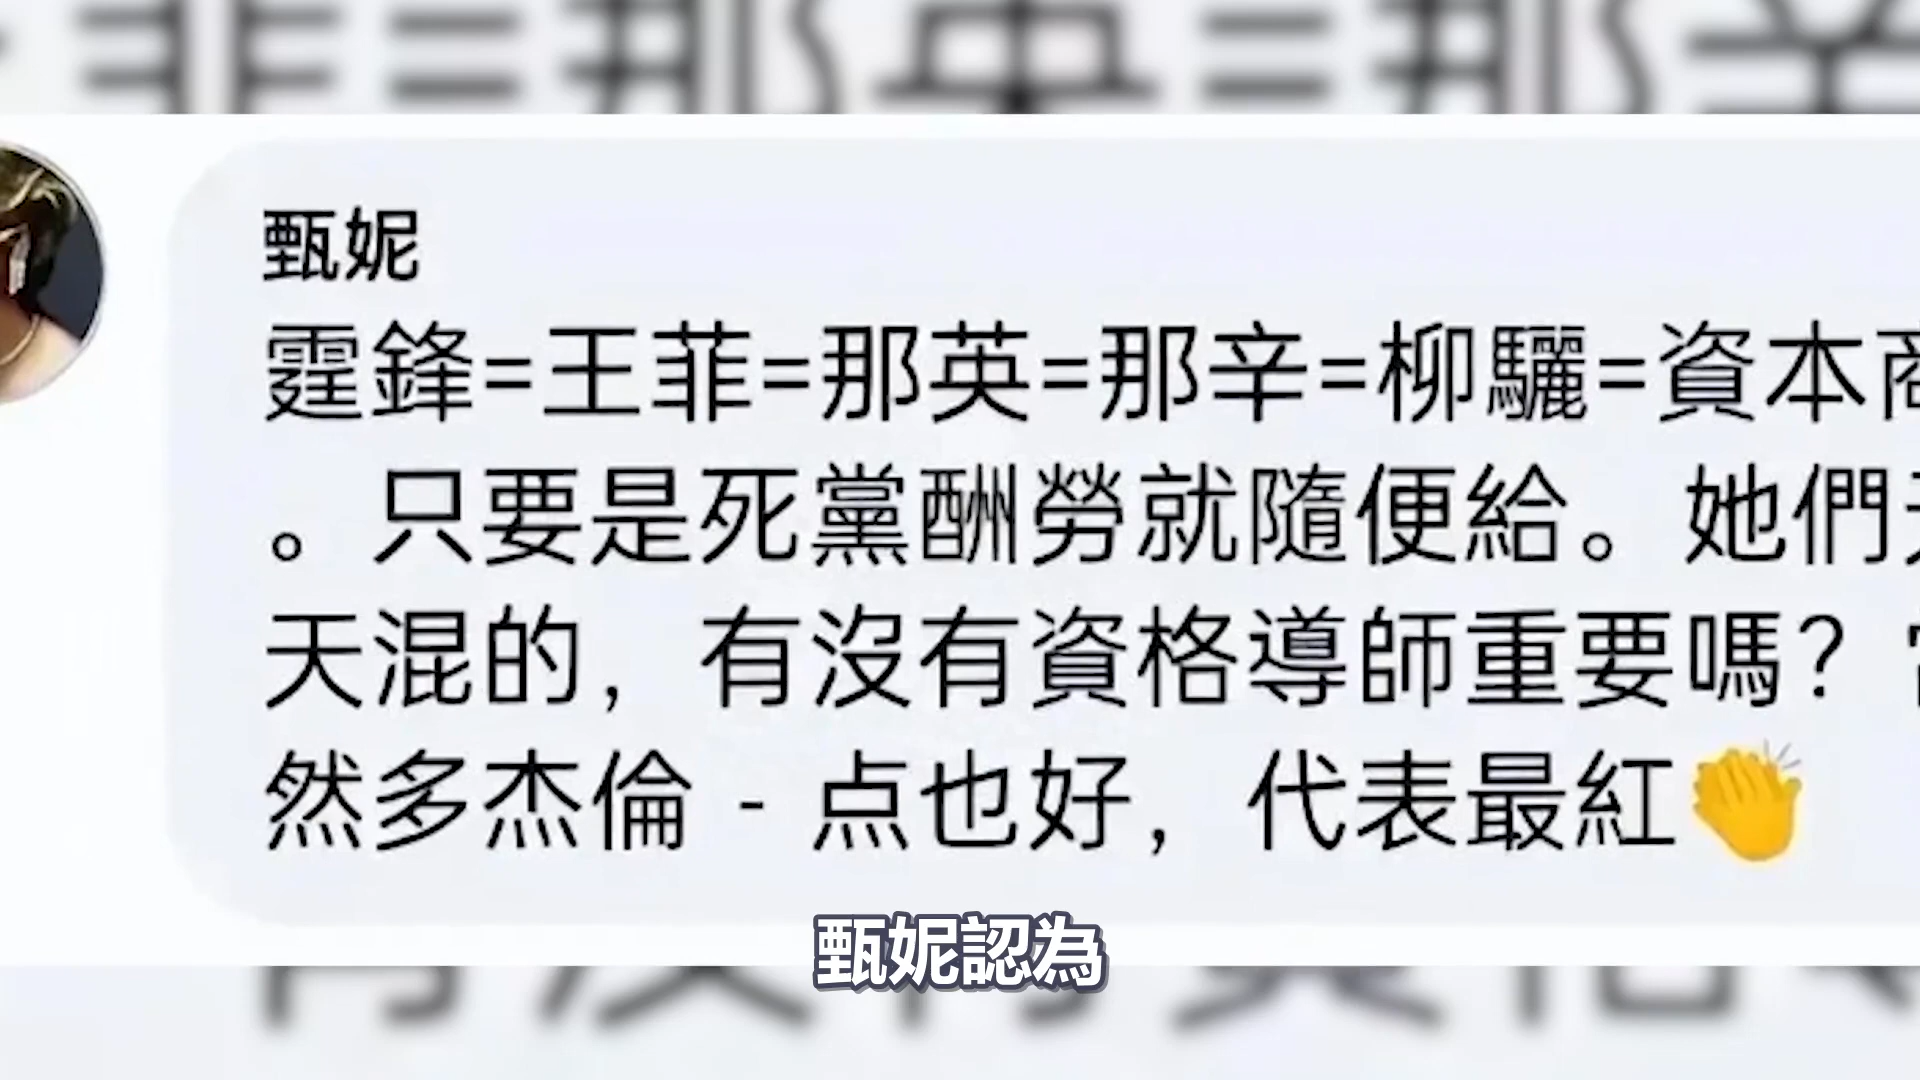 甄妮
霆鋒=王菲=那英=那辛=柳驪=資本
。只要是死黨酬勞就隨便給。她們
天混的，有沒有資格導師重要嗎？
然多杰倫 - 点也好，代表最紅👏
甄妮認為